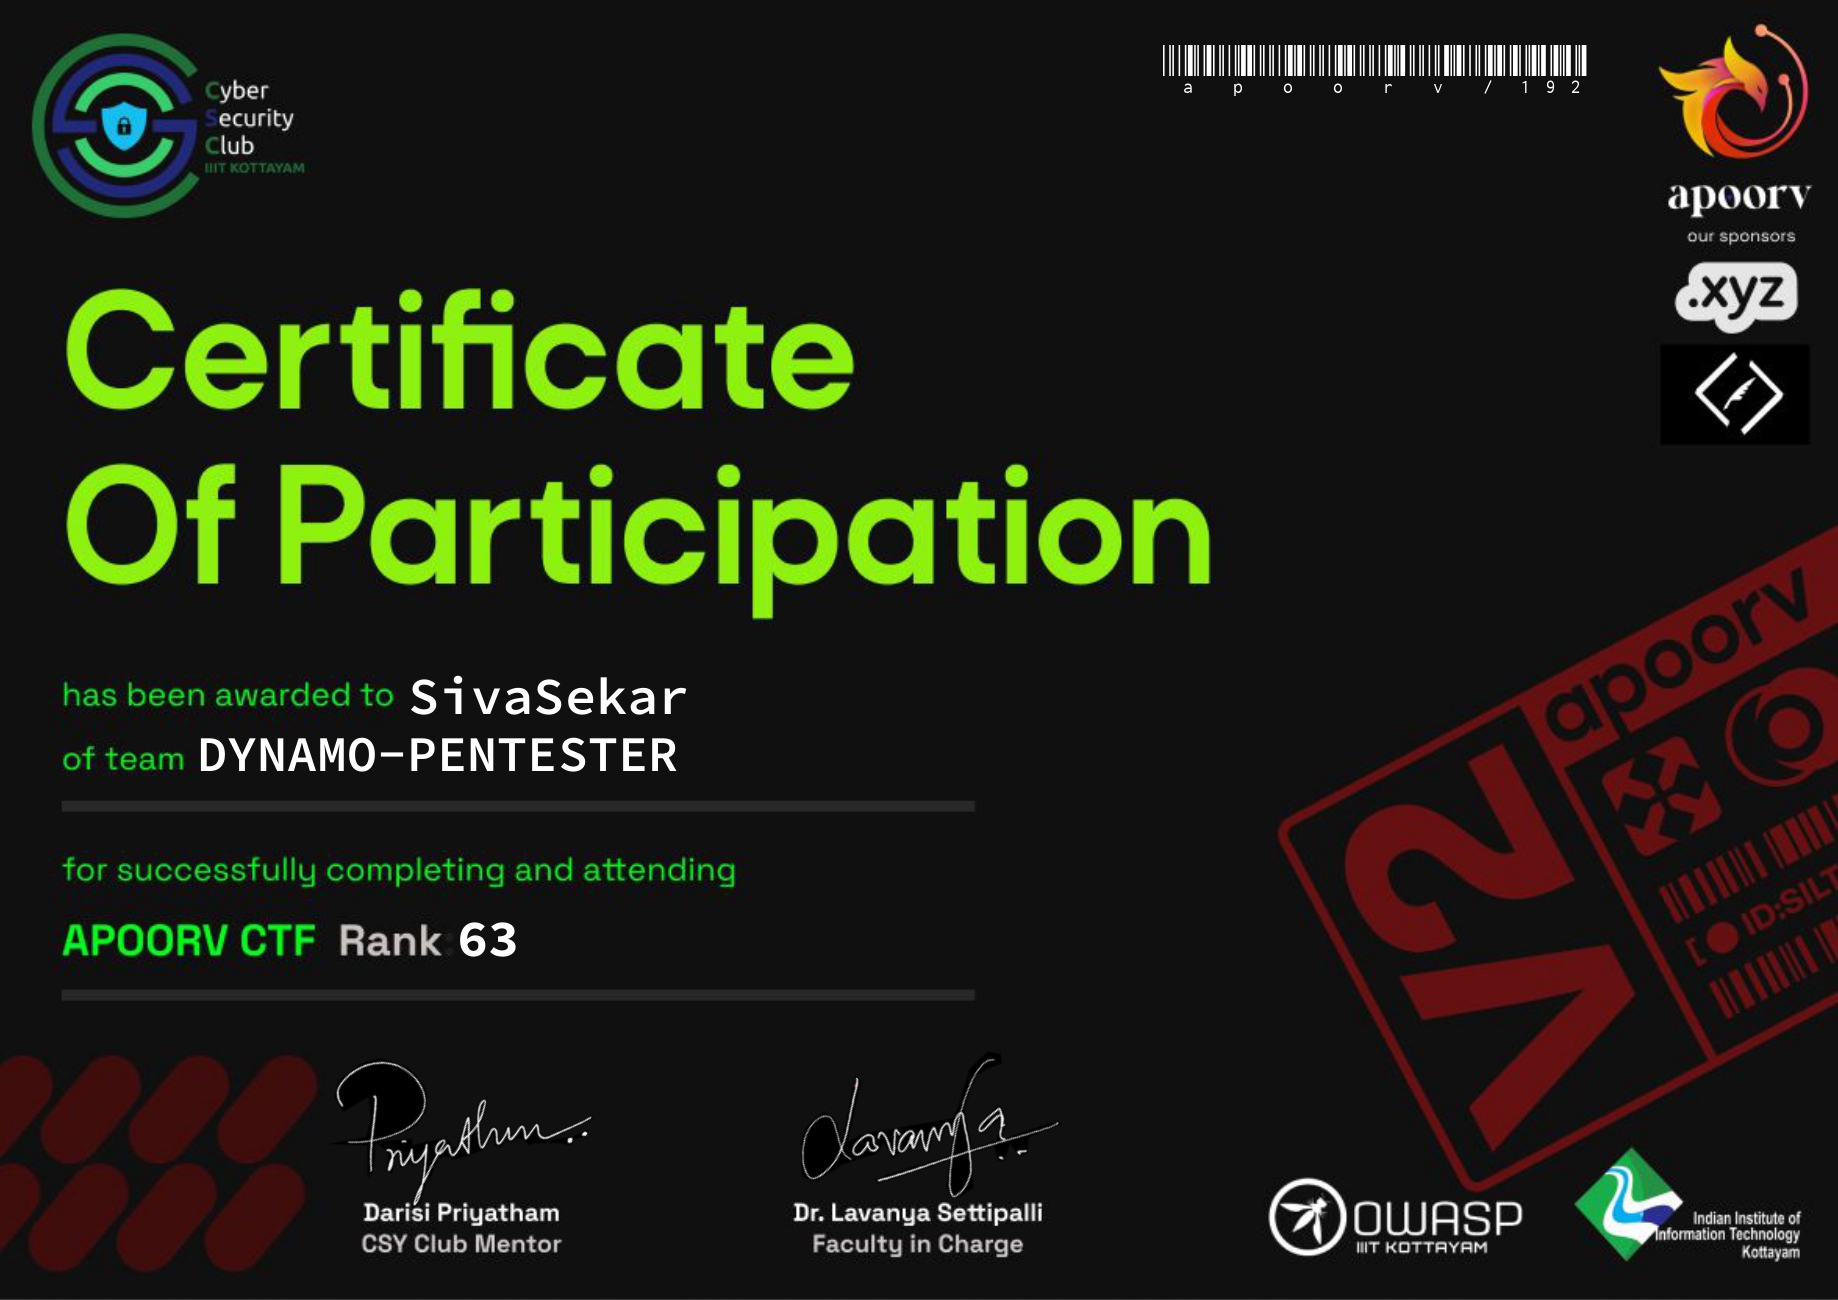 Cyber
Security
Club
IIIT KOTTAYAM
apoorv/192
apoorv
our sponsors
.xyz
Certificate
Of Participation
has been awarded to SivaSekar
of team DYNAMO-PENTESTER
for successfully completing and attending
APOORV CTF Rank:63
apoorv
V2
ID:SILT
Priyathum..
Lavanya..
Darisi Priyatham
CSY Club Mentor
Dr. Lavanya Settipalli
Faculty in Charge
OWASP
IIIT KOTTAYAM
Indian Institute of
Information Technology
Kottayam